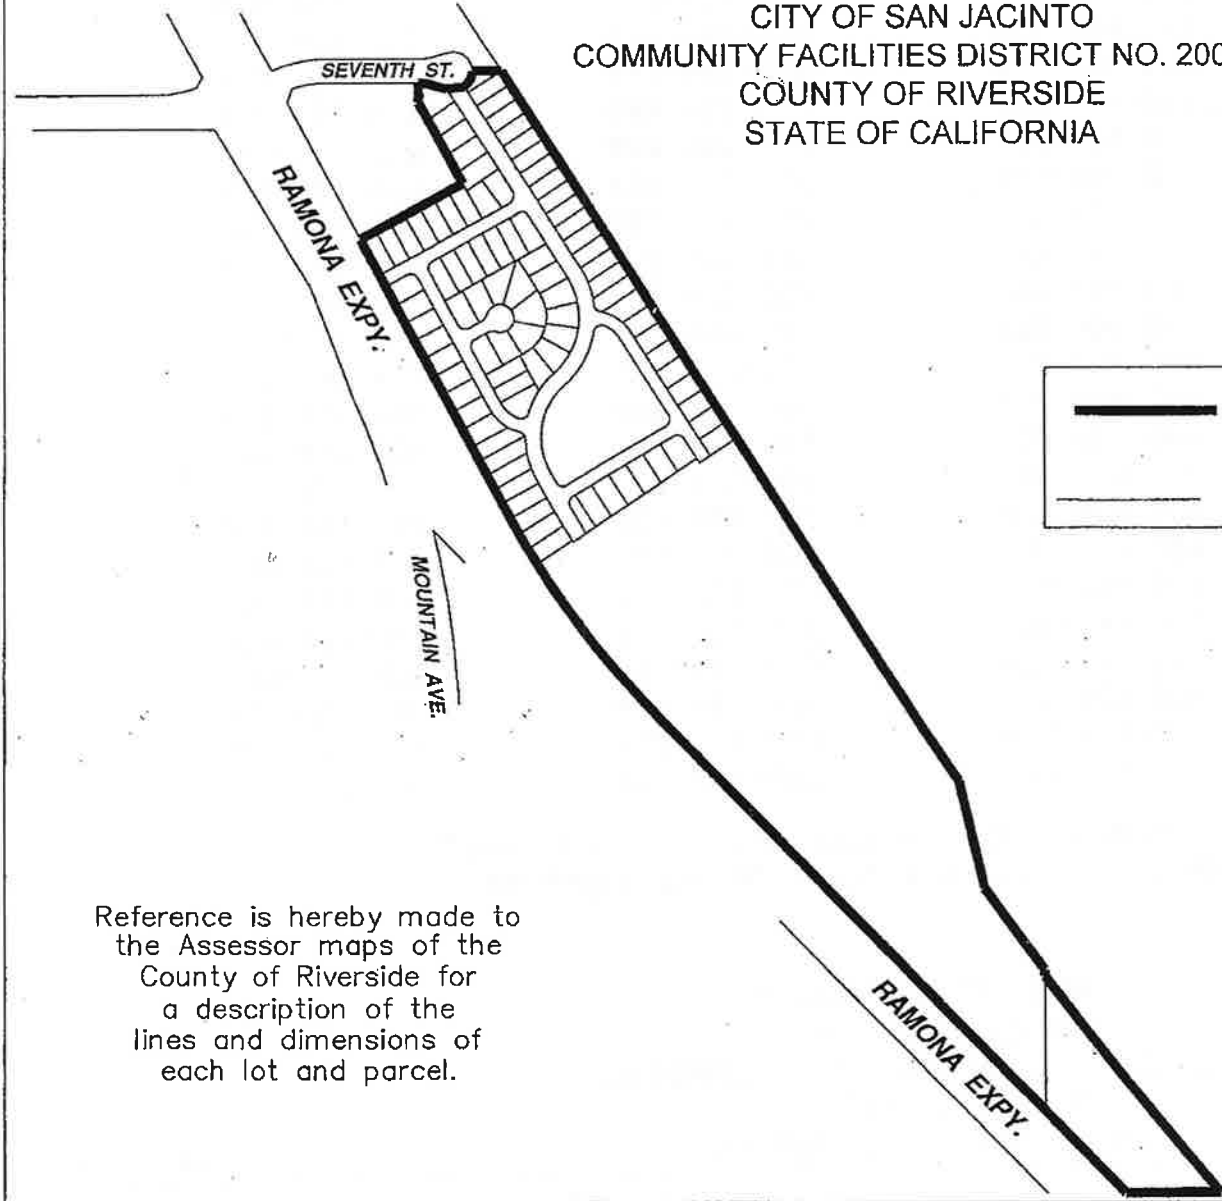 CITY OF SAN JACINTO
COMMUNITY FACILITIES DISTRICT NO. 200
COUNTY OF RIVERSIDE
STATE OF CALIFORNIA
SEVENTH ST.
RAMONA EXPY.
MOUNTAIN AVE.
Reference is hereby made to
the Assessor maps of the
County of Riverside for
a description of the
lines and dimensions of
each lot and parcel.
RAMONA EXPY.